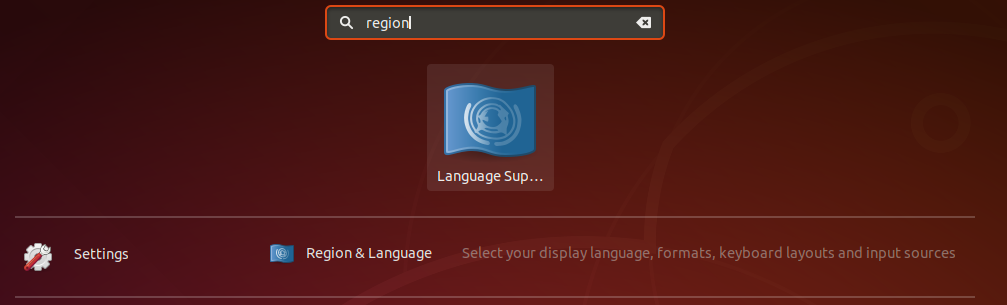 region
Language Sup…
Settings
Region & Language Select your display language, formats, keyboard layouts and input sources